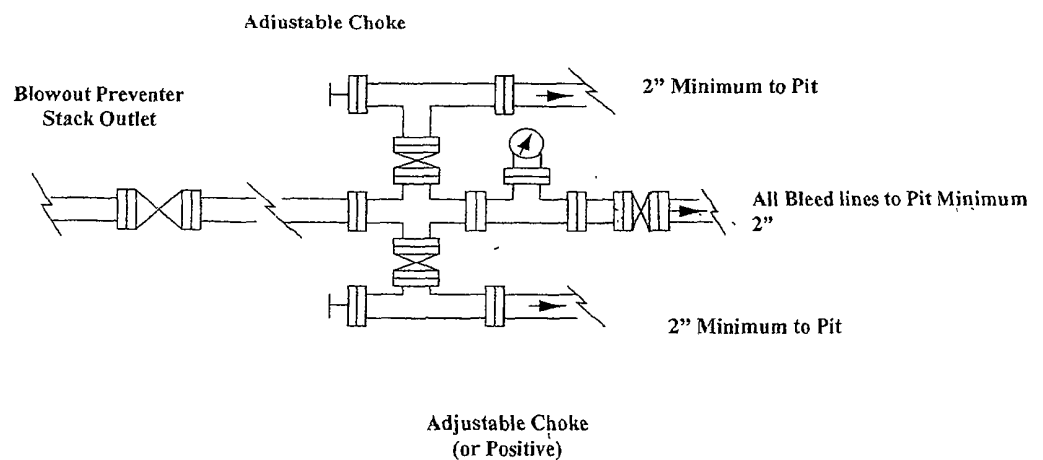 Adiustable Choke
2” Minimum to Pit
Blowout Preventer
Stack Outlet
All Bleed lines to Pit Minimum
2”
2” Minimum to Pit
Adjustable Choke
(or Positive)